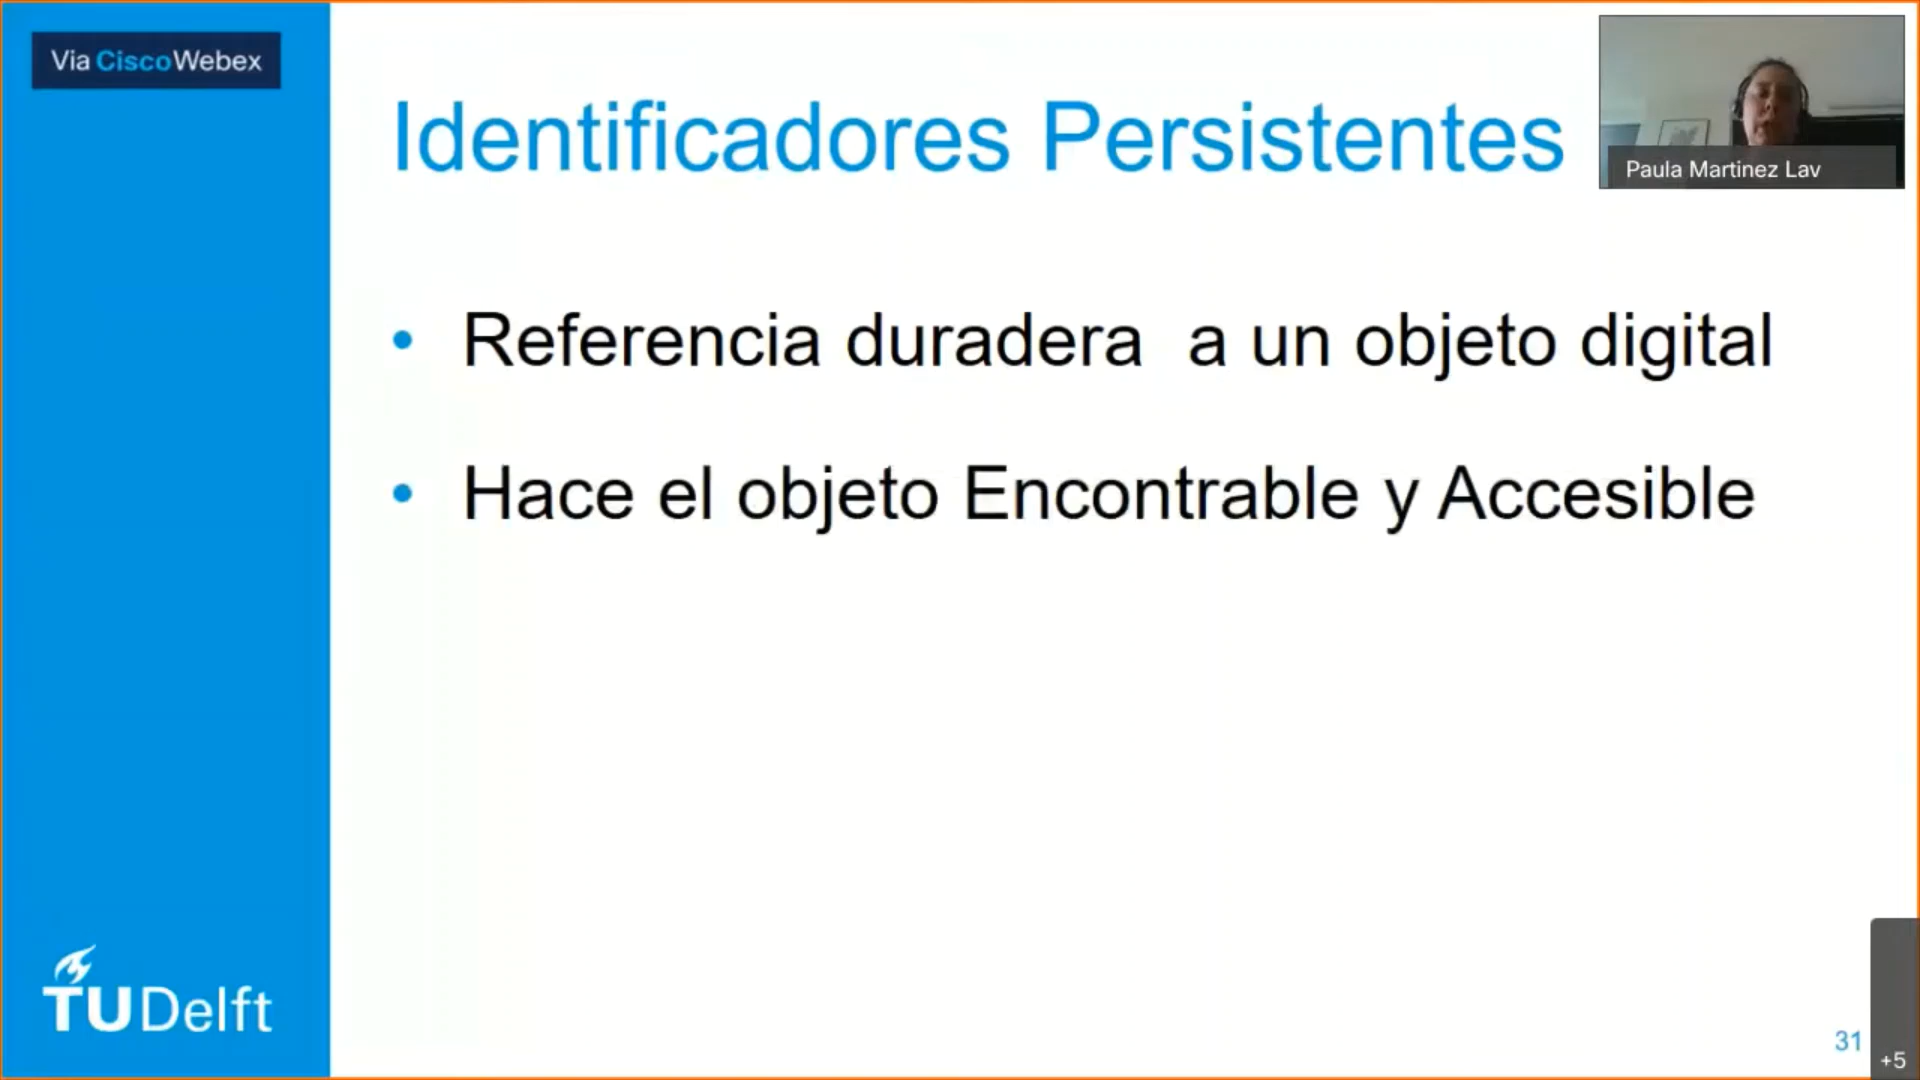 Via CiscoWebex
Identificadores Persistentes
Paula Martinez Lav
• Referencia duradera a un objeto digital
• Hace el objeto Encontrable y Accesible
TUDelft
31
+5